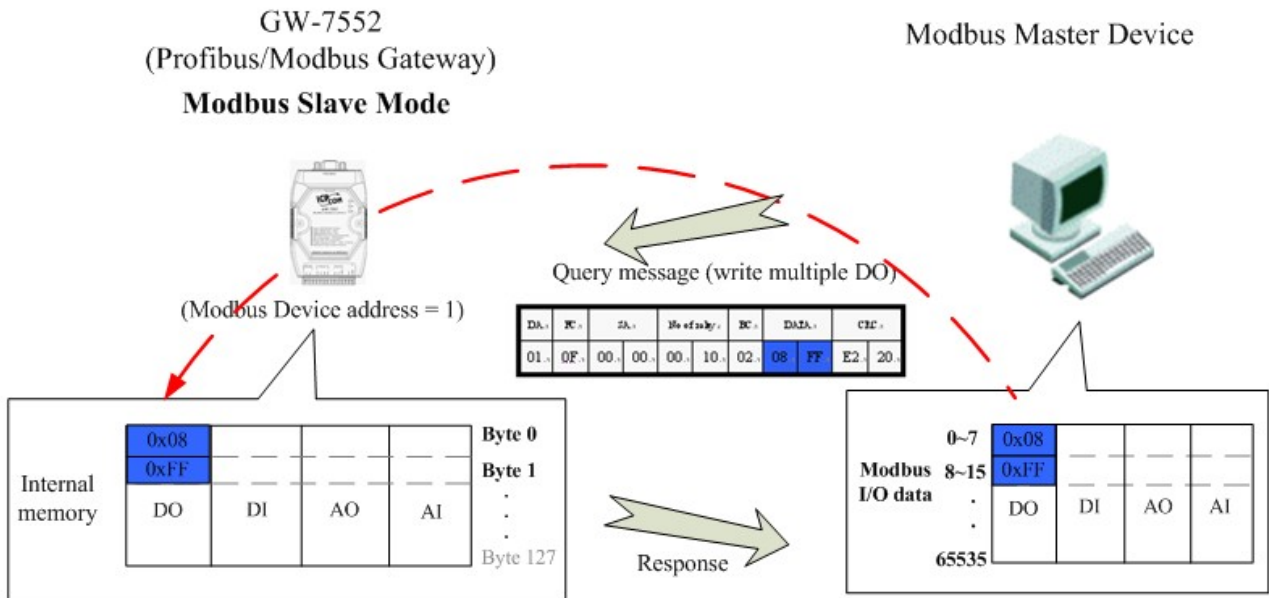 GW-7552
(Profibus/Modbus Gateway)
Modbus Slave Mode
Modbus Master Device
Query message (write multiple DO)
(Modbus Device address = 1)
DA FC SA No of relay BC DATA CRC
01 0F 00 00 00 10 02 08 FF E2 20
0x08 Byte 0
0xFF Byte 1
Internal
memory
DO DI AO AI
Byte 127
Response
0~7 0x08
Modbus 8~15 0xFF
I/O data
DO DI AO AI
65535